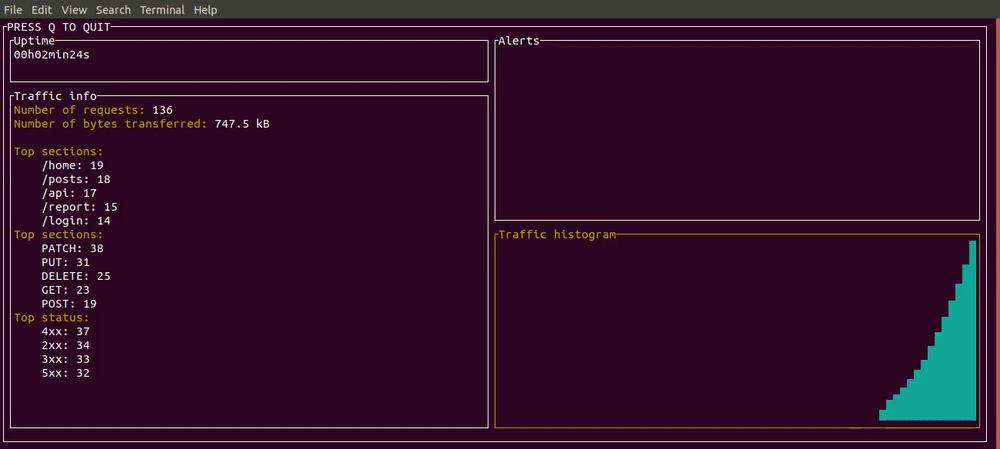 File Edit View Search Terminal Help
PRESS Q TO QUIT
Uptime
00h02min24s
Traffic info
Number of requests: 136
Number of bytes transferred: 747.5 kB
Top sections:
/home: 19
/posts: 18
/api: 17
/report: 15
/login: 14
Top sections:
PATCH: 38
PUT: 31
DELETE: 25
GET: 23
POST: 19
Top status:
4xx: 37
2xx: 34
3xx: 33
5xx: 32
Alerts
Traffic histogram